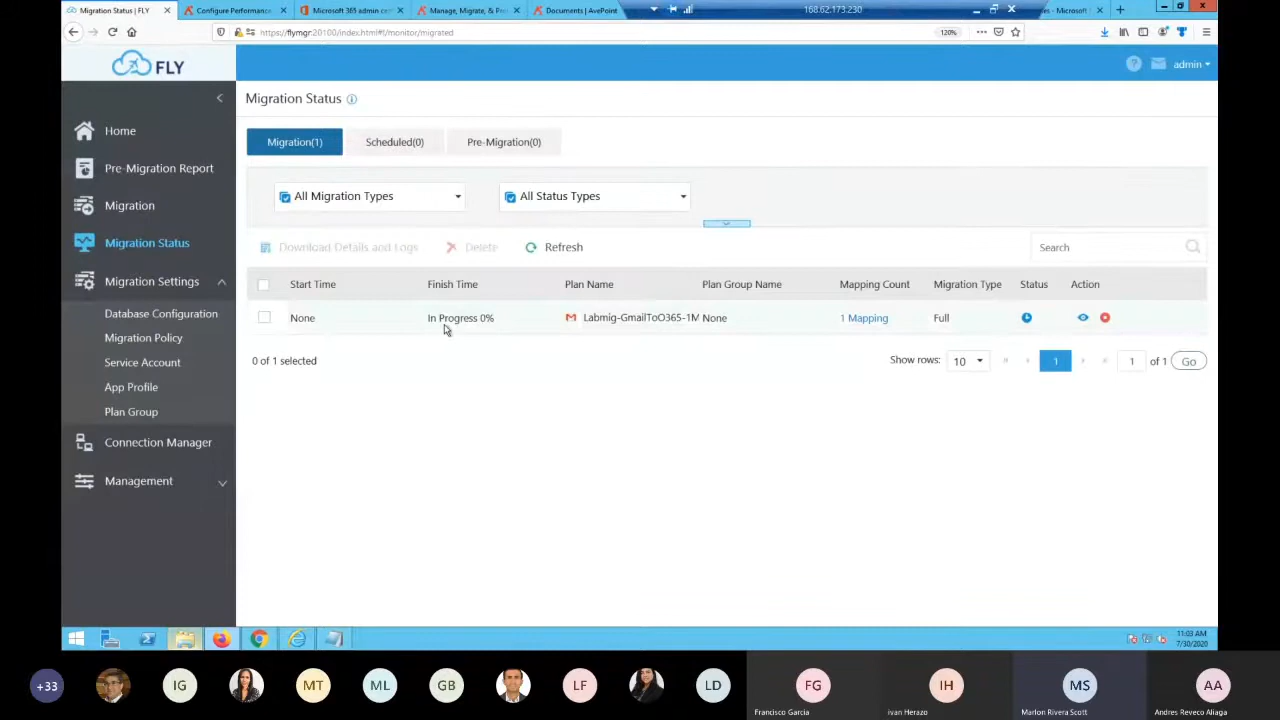 Migration Status | FLY
Configure Performance
Microsoft 365 admin ce
Manage, Migrate, & Pr
Documents | AvePoint
168.62.173.230
es - Microsoft
https://flymgr:20100/index.html#/monitor/migrated
120%
FLY
admin
Home
Pre-Migration Report
Migration
Migration Status
Migration Settings
Database Configuration
Migration Policy
Service Account
App Profile
Plan Group
Connection Manager
Management
Migration Status
Migration(1)
Scheduled(0)
Pre-Migration(0)
All Migration Types
All Status Types
Download Details and Logs
Delete
Refresh
Search
Start Time
Finish Time
Plan Name
Plan Group Name
Mapping Count
Migration Type
Status
Action
None
In Progress 0%
Labmig-GmailToO365-1M
None
1 Mapping
Full
0 of 1 selected
Show rows:
10
1
1
of 1
Go
11:03 AM
7/30/2020
+33
IG
MT
ML
GB
LF
LD
FG
Francisco Garcia
IH
ivan Herazo
MS
Marlon Rivera Scott
AA
Andres Reveco Aliaga